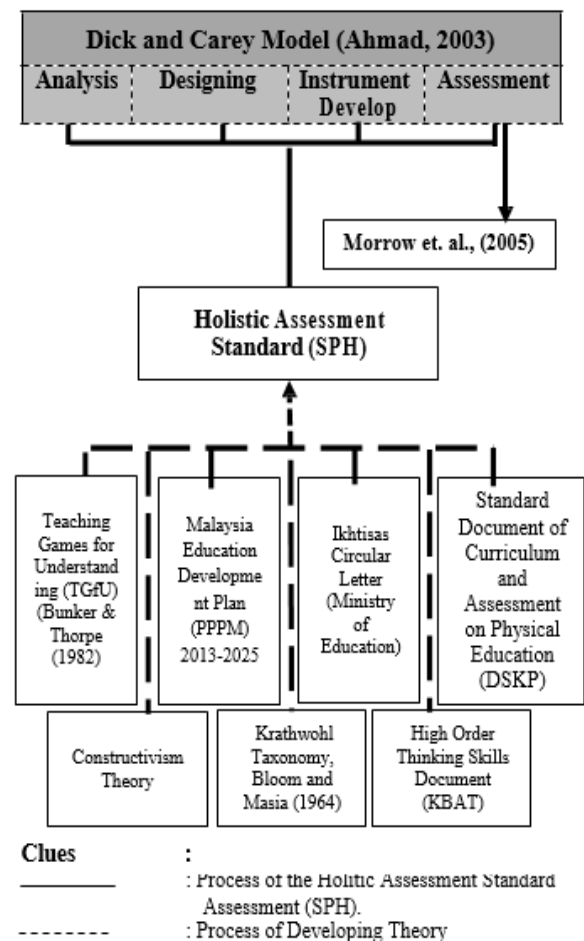 Dick and Carey Model (Ahmad, 2003)
Analysis
Designing
Instrument
Develop
Assessment
Morrow et. al., (2005)
Holistic Assessment
Standard (SPH)
Teaching
Games for
Understand
ing (TGfU)
(Bunker &
Thorpe
(1982)
Malaysia
Education
Developme
nt Plan
(PPPM)
2013-2025
Ikhtisas
Circular
Letter
(Ministry
of
Education)
Standard
Document of
Curriculum
and
Assessment
on Physical
Education
(DSKP)
Constructivism
Theory
Krathwohl
Taxonomy,
Bloom and
Masia (1964)
High Order
Thinking Skills
Document
(KBAT)
Clues :
: Process of the Holitic Assessment Standard
Assessment (SPH).
: Process of Developing Theory